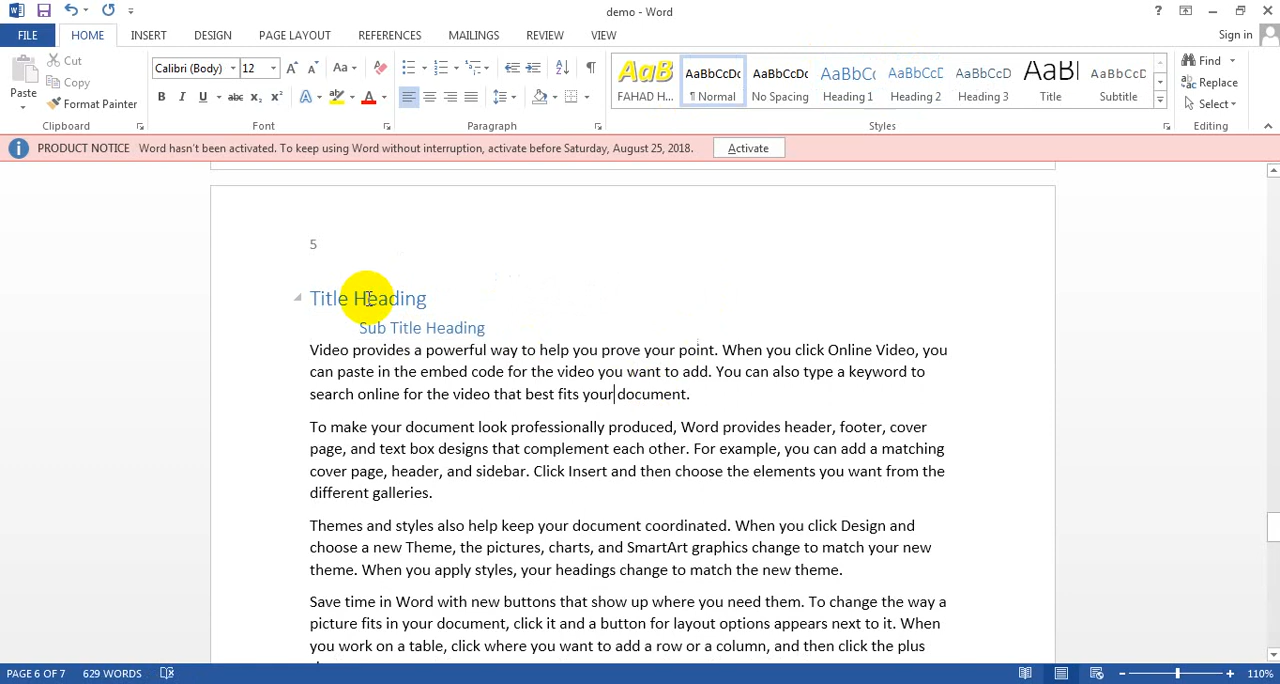 demo - Word
?
FILE HOME INSERT DESIGN PAGE LAYOUT REFERENCES MAILINGS REVIEW VIEW Sign in
Paste
Cut
Copy
Format Painter
Clipboard
Calibri (Body) 12
Aa
B I U abc x₂ x² A A
Font
Paragraph
AaB AaBbCcDc AaBbCcDc AaBbCc AaBbCcD AaBbCcD AaBl AaBbCcD
FAHAD H... ¶ Normal No Spacing Heading 1 Heading 2 Heading 3 Title Subtitle
Styles
Find
Replace
Select
Editing
PRODUCT NOTICE Word hasn't been activated. To keep using Word without interruption, activate before Saturday, August 25, 2018. Activate
5
Title Heading
Sub Title Heading
Video provides a powerful way to help you prove your point. When you click Online Video, you
can paste in the embed code for the video you want to add. You can also type a keyword to
search online for the video that best fits your document.
To make your document look professionally produced, Word provides header, footer, cover
page, and text box designs that complement each other. For example, you can add a matching
cover page, header, and sidebar. Click Insert and then choose the elements you want from the
different galleries.
Themes and styles also help keep your document coordinated. When you click Design and
choose a new Theme, the pictures, charts, and SmartArt graphics change to match your new
theme. When you apply styles, your headings change to match the new theme.
Save time in Word with new buttons that show up where you need them. To change the way a
picture fits in your document, click it and a button for layout options appears next to it. When
you work on a table, click where you want to add a row or a column, and then click the plus
PAGE 6 OF 7 629 WORDS 110%